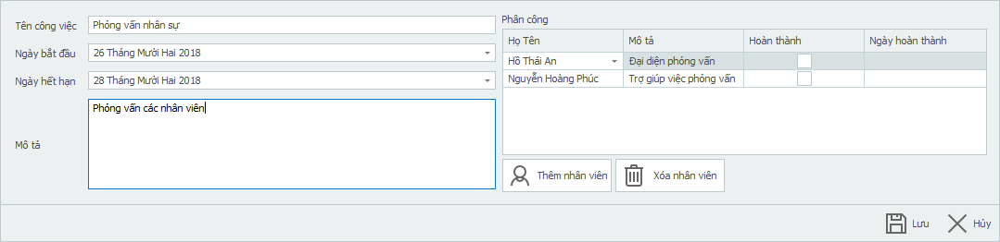 Tên công việc Phỏng vấn nhân sự
Ngày bắt đầu 26 Tháng Mười Hai 2018
Ngày hết hạn 28 Tháng Mười Hai 2018
Mô tả Phỏng vấn các nhân viên
Phân công
Họ Tên Mô tả Hoàn thành Ngày hoàn thành
Hồ Thái An Đại diện phỏng vấn
Nguyễn Hoàng Phúc Trợ giúp việc phỏng vấn
Thêm nhân viên Xóa nhân viên
Lưu Hủy